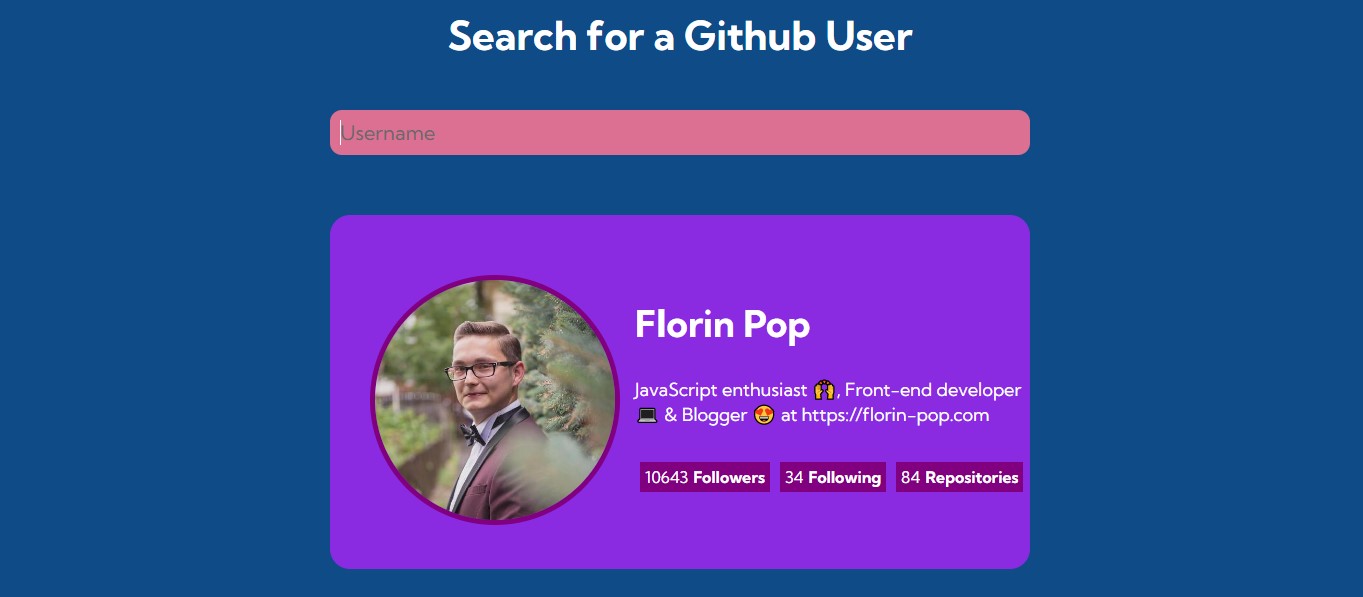 Search for a Github User
Username
Florin Pop
JavaScript enthusiast 🙌, Front-end developer
💻 & Blogger 😍 at https://florin-pop.com
10643 Followers 34 Following 84 Repositories